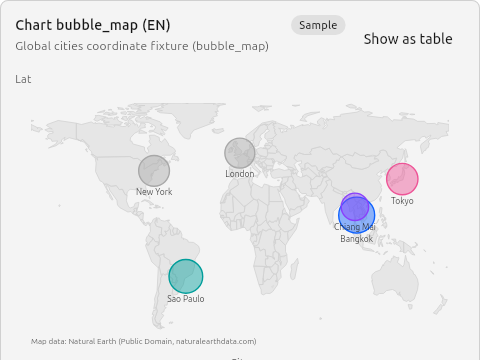 Chart bubble_map (EN)
Sample
Show as table
Global cities coordinate fixture (bubble_map)
Lat
London
New York
Tokyo
Chiang Mai
Bangkok
Sao Paulo
Map data: Natural Earth (Public Domain, naturalearthdata.com)